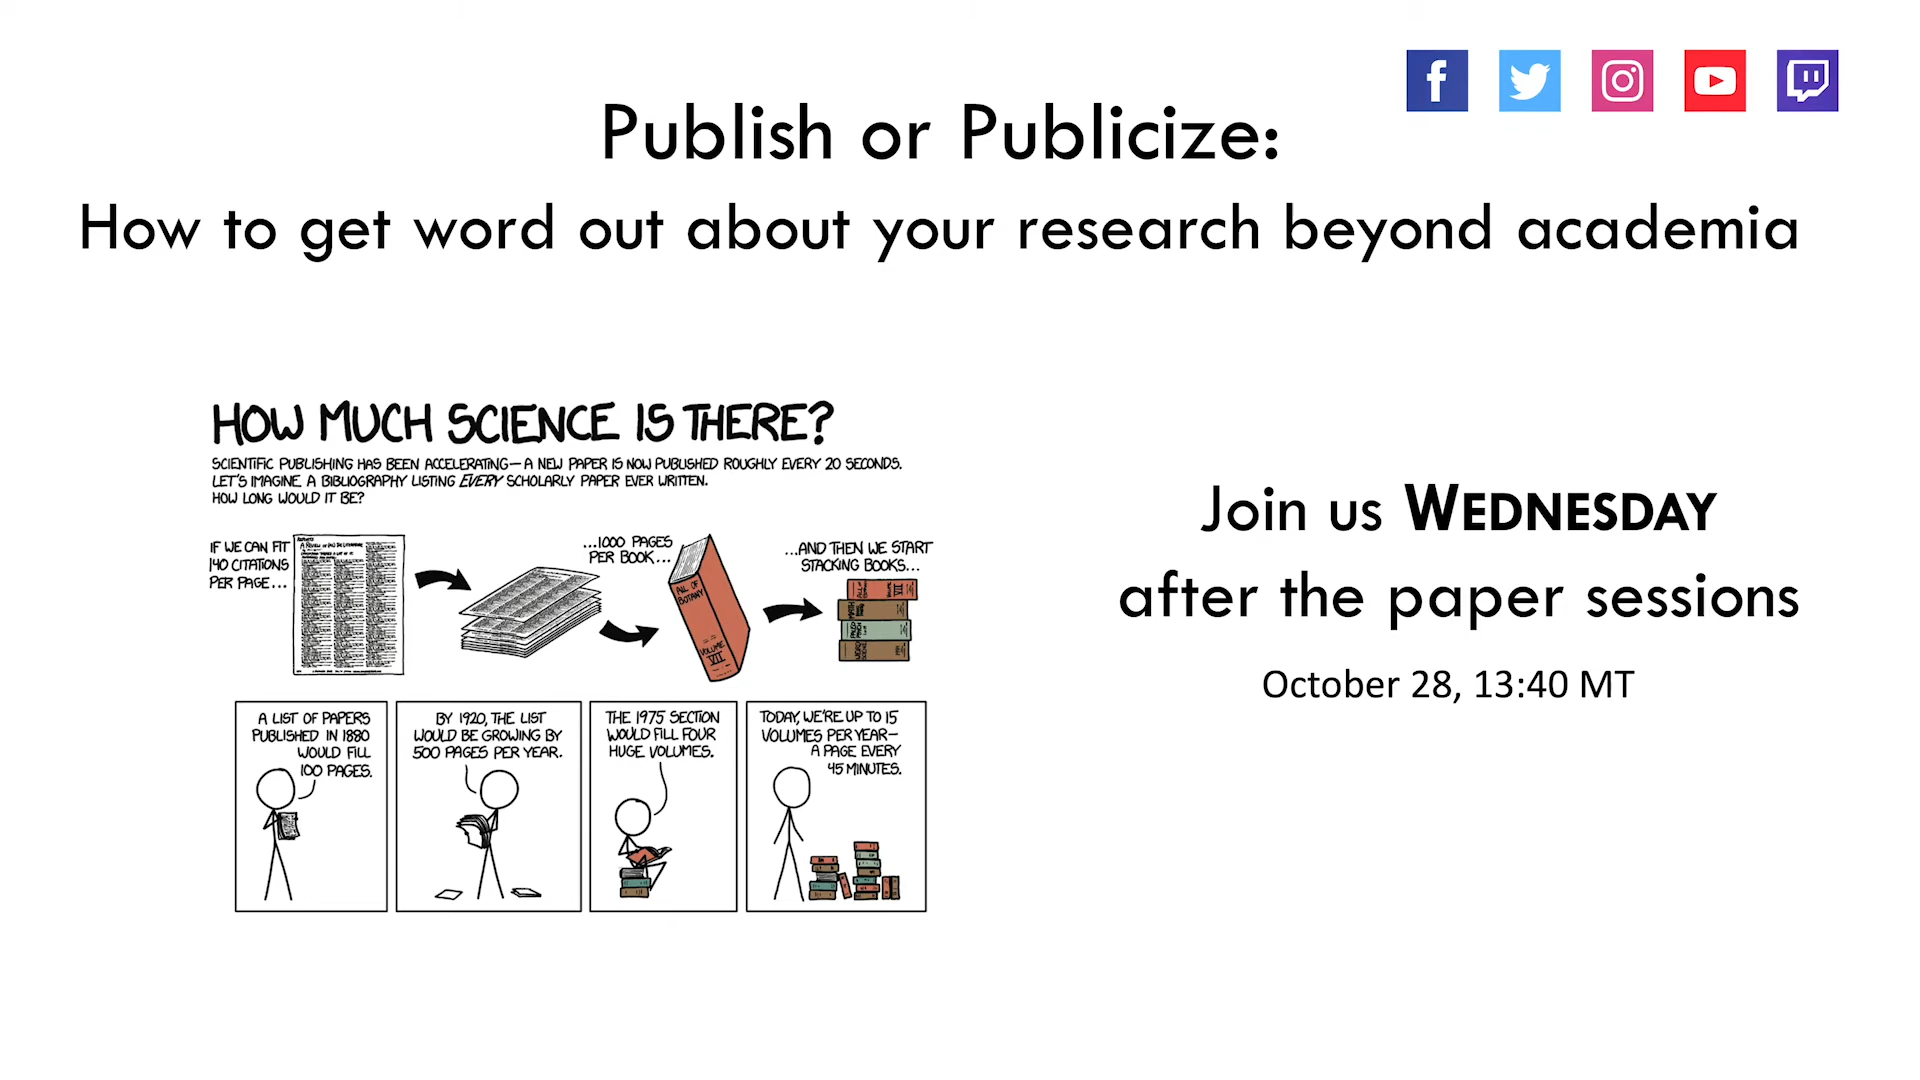 Publish or Publicize:
How to get word out about your research beyond academia
HOW MUCH SCIENCE IS THERE?
SCIENTIFIC PUBLISHING HAS BEEN ACCELERATING—A NEW PAPER IS NOW PUBLISHED ROUGHLY EVERY 20 SECONDS.
LET'S IMAGINE A BIBLIOGRAPHY LISTING EVERY SCHOLARLY PAPER EVER WRITTEN.
HOW LONG WOULD IT BE?
IF WE CAN FIT
140 CITATIONS
PER PAGE...
...1000 PAGES
PER BOOK...
ALL OF
BOTANY
VOLUME
VII
...AND THEN WE START
STACKING BOOKS...
A LIST OF PAPERS
PUBLISHED IN 1880
WOULD FILL
100 PAGES.
BY 1920, THE LIST
WOULD BE GROWING BY
500 PAGES PER YEAR.
THE 1975 SECTION
WOULD FILL FOUR
HUGE VOLUMES.
TODAY, WE'RE UP TO 15
VOLUMES PER YEAR—
A PAGE EVERY
45 MINUTES.
Join us WEDNESDAY
after the paper sessions
October 28, 13:40 MT